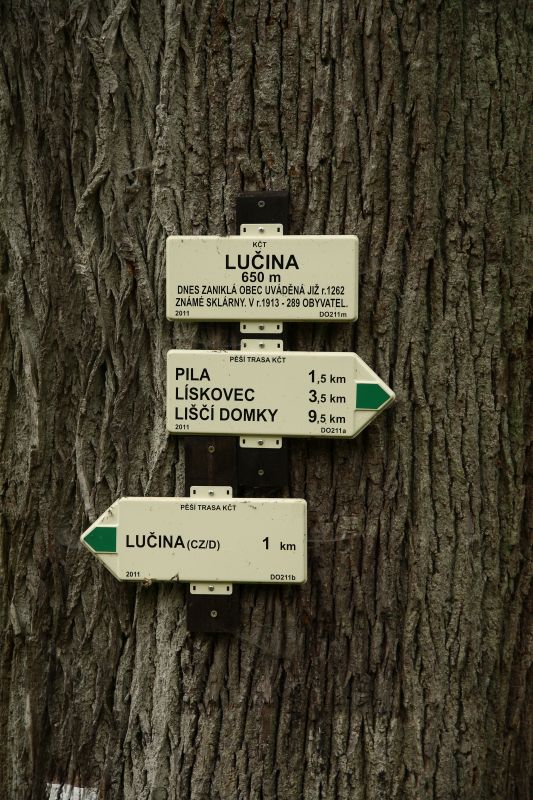 KČT
LUČINA
650 m
DNES ZANIKLÁ OBEC UVÁDĚNÁ JIŽ r.1262
ZNÁMÉ SKLÁRNY. V r.1913 - 289 OBYVATEL.
2011 DO211m
PĚŠÍ TRASA KČT
PILA 1,5 km
LÍSKOVEC 3,5 km
LIŠČÍ DOMKY 9,5 km
2011 DO211a
PĚŠÍ TRASA KČT
LUČINA (CZ/D) 1 km
2011 DO211b